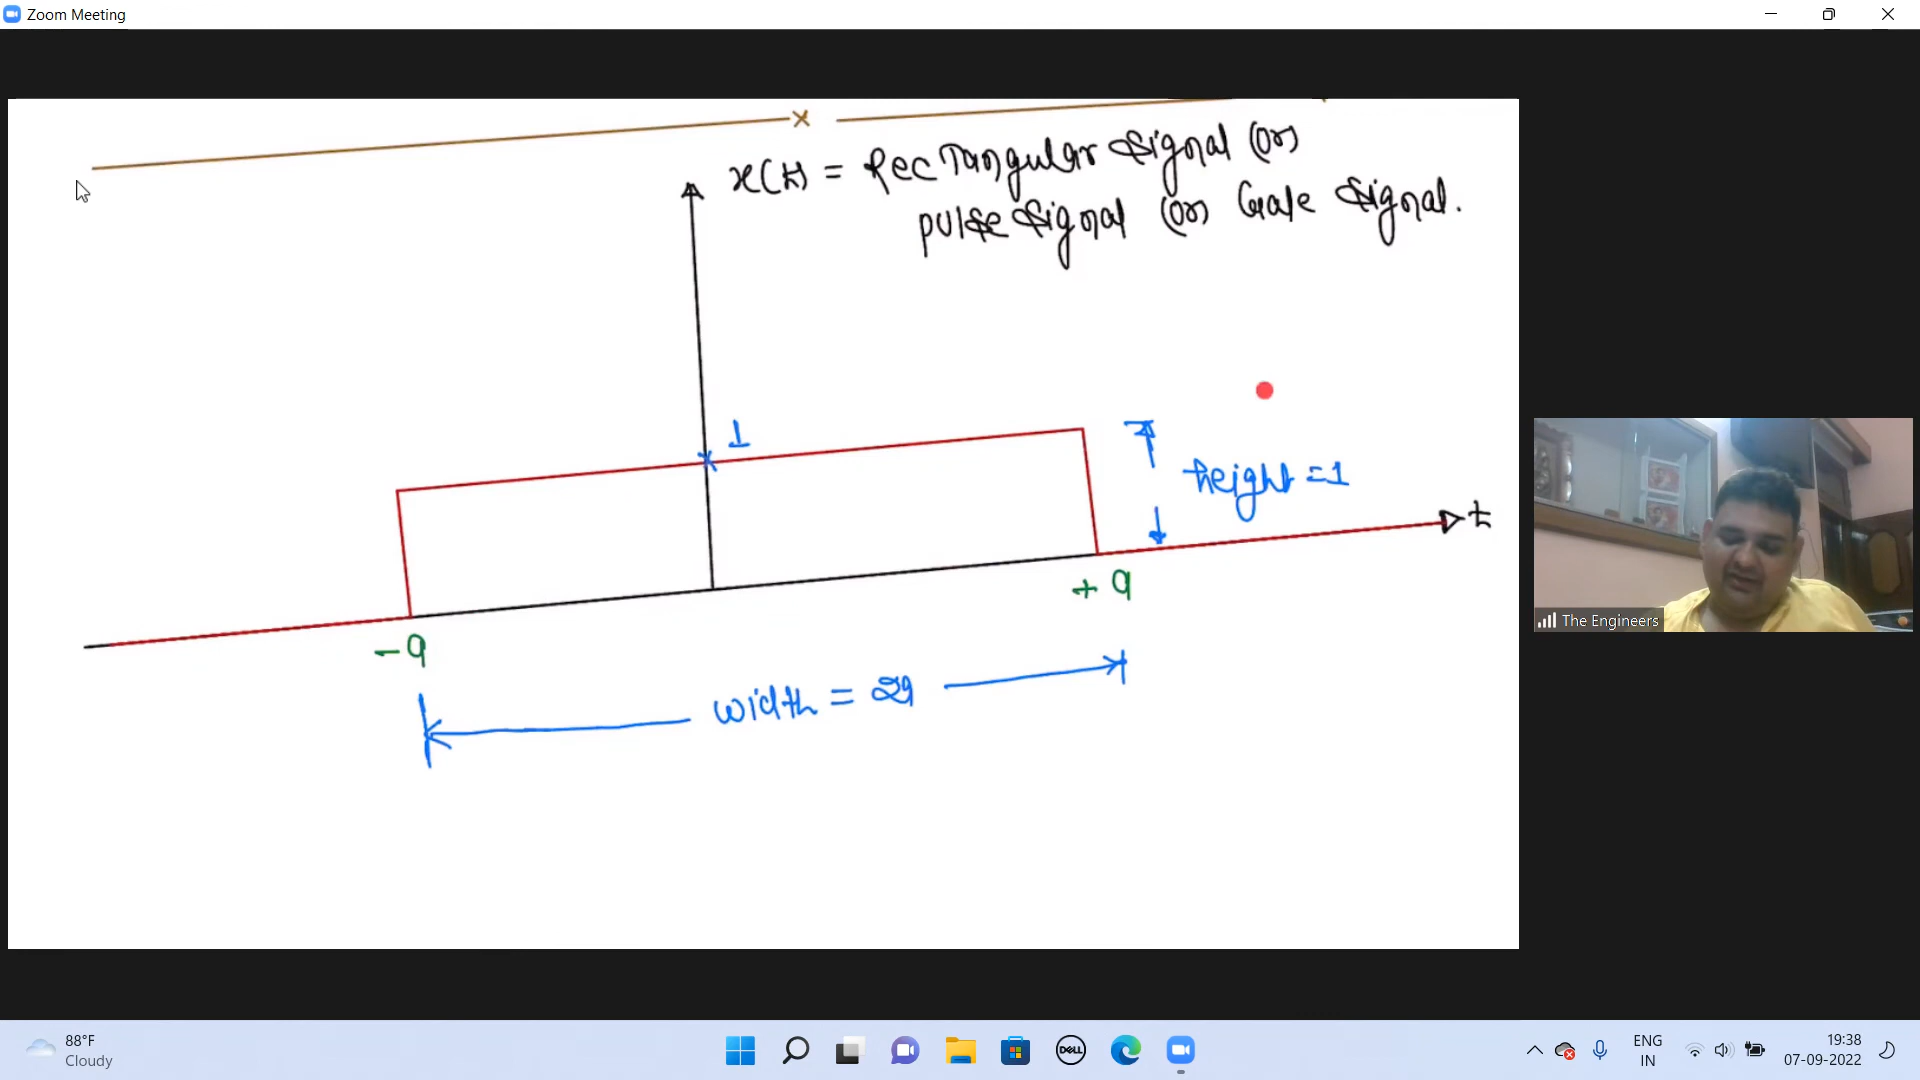 Zoom Meeting
x(t) = Rectangular Signal (or)
pulse Signal (or) Gate Signal.
1
height = 1
t
+a
-a
width = 2a
The Engineers
88°F
Cloudy
DELL
ENG
IN
19:38
07-09-2022